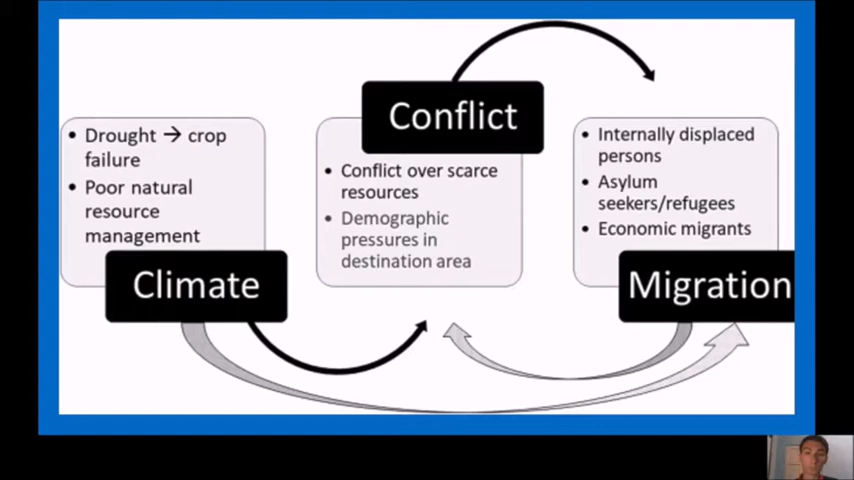 • Drought → crop
failure
• Poor natural
resource
management
Climate
Conflict
• Conflict over scarce
resources
• Demographic
pressures in
destination area
• Internally displaced
persons
• Asylum
seekers/refugees
• Economic migrants
Migration